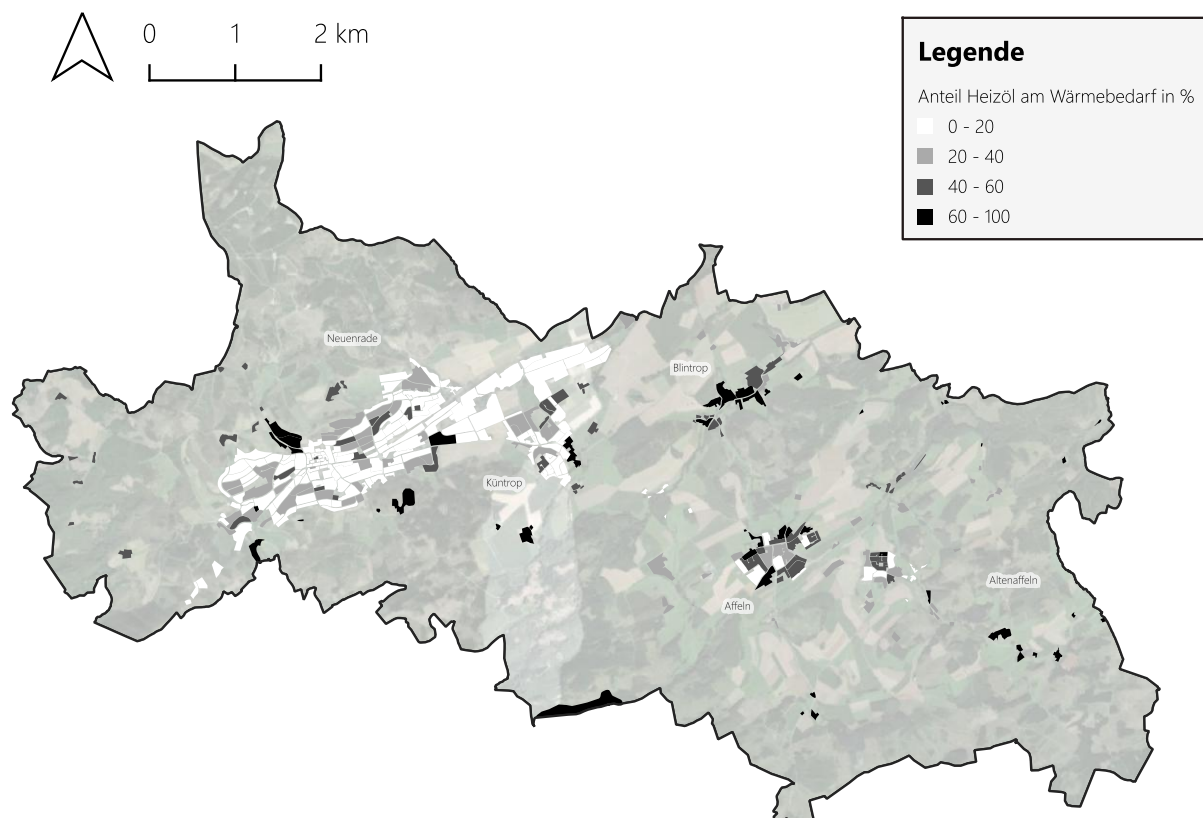 0 1 2 km
Legende
Anteil Heizöl am Wärmebedarf in %
0 - 20
20 - 40
40 - 60
60 - 100
Neuenrade
Blintrop
Küntrop
Altenaffeln
Affeln